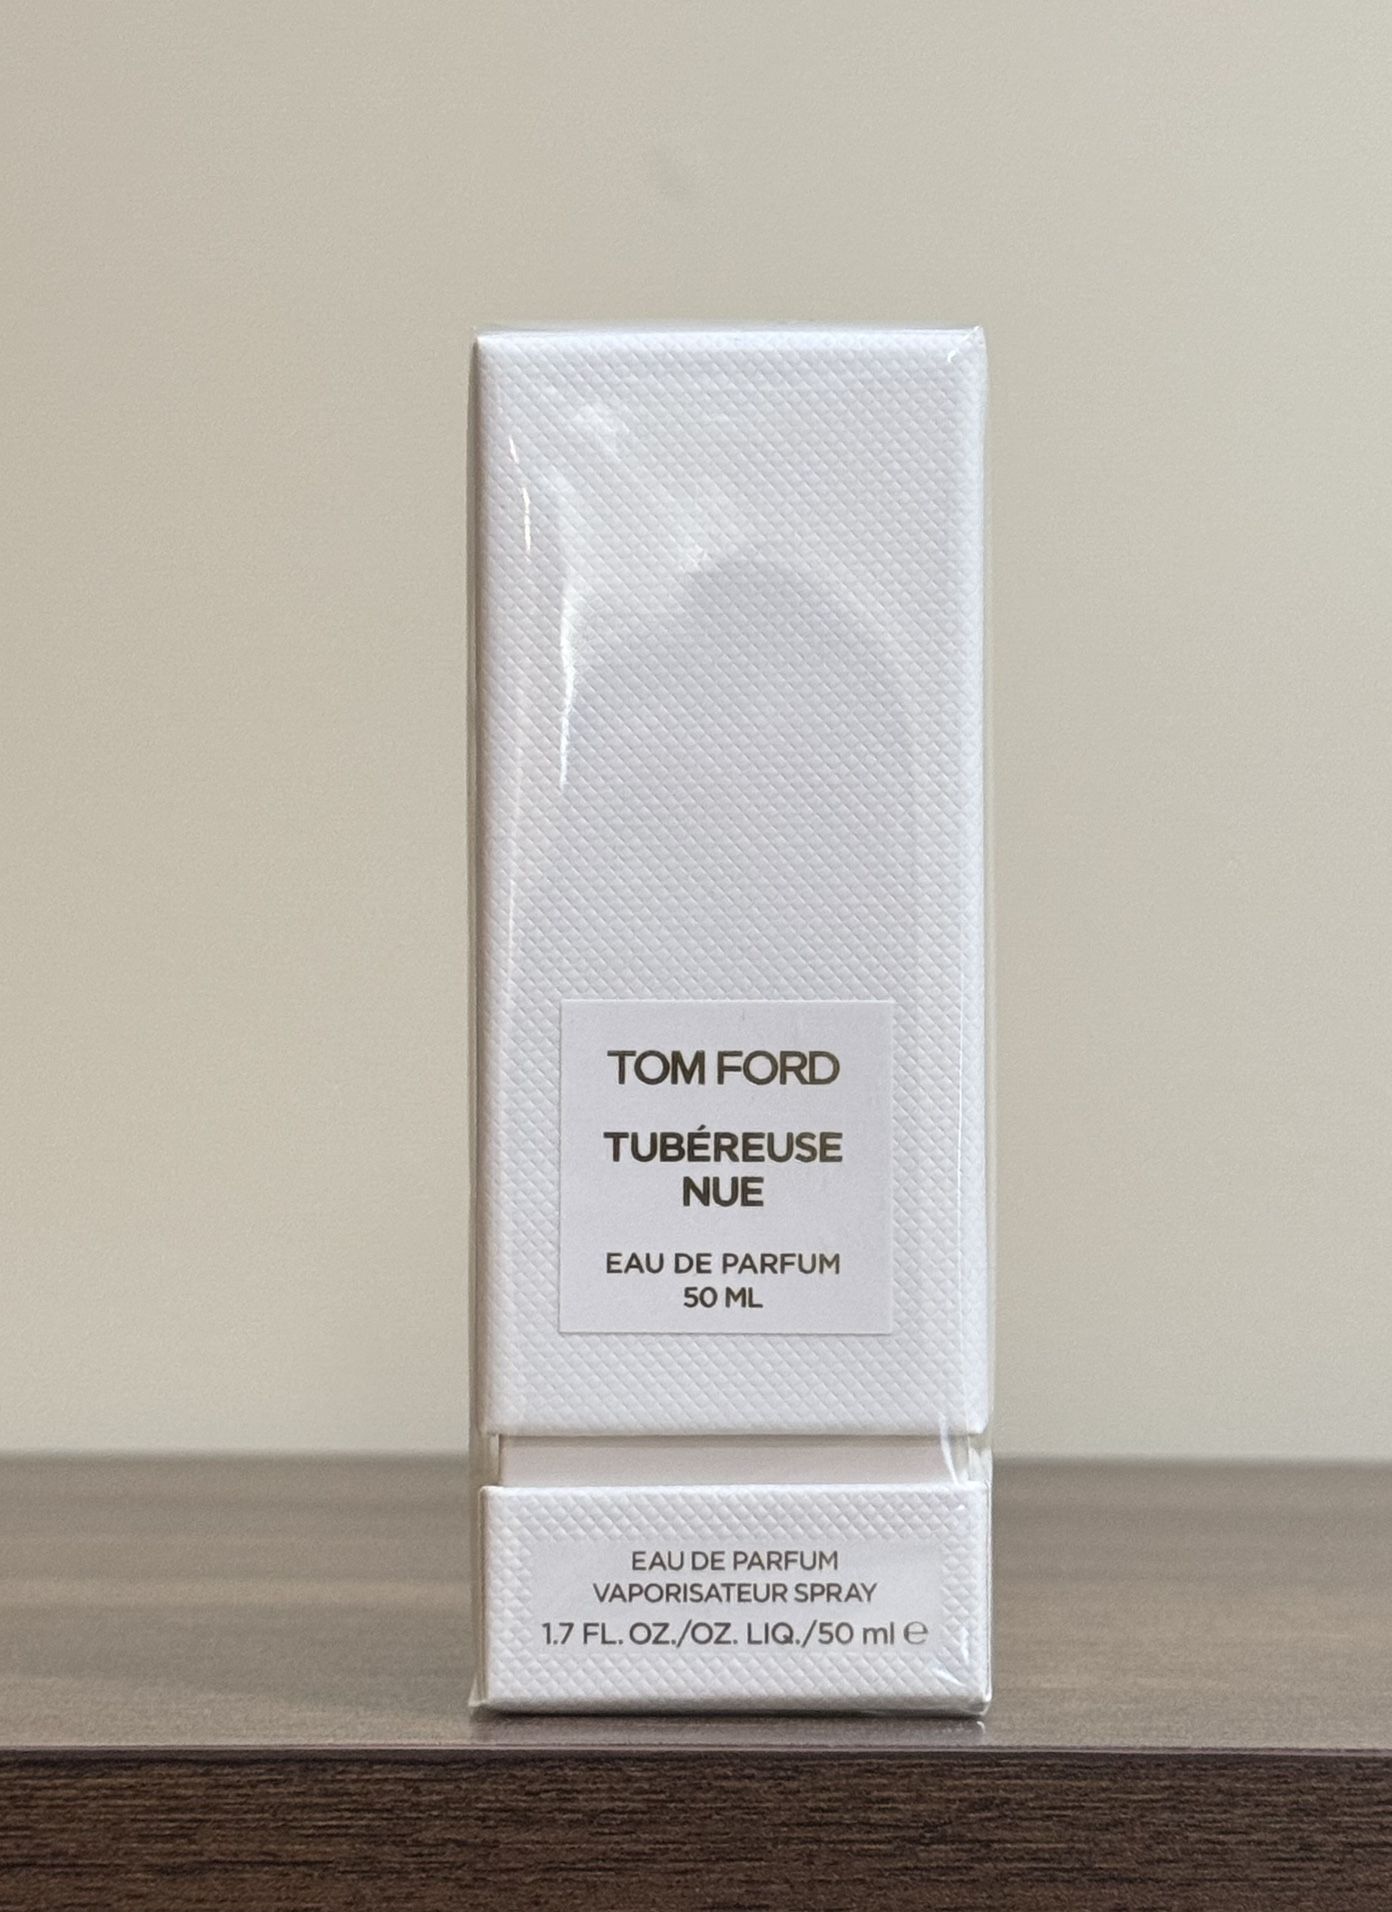 TOM FORD
TUBÉREUSE
NUE
EAU DE PARFUM
50 ML
EAU DE PARFUM
VAPORISATEUR SPRAY
1.7 FL. OZ./OZ. LIQ./50 ml ℮